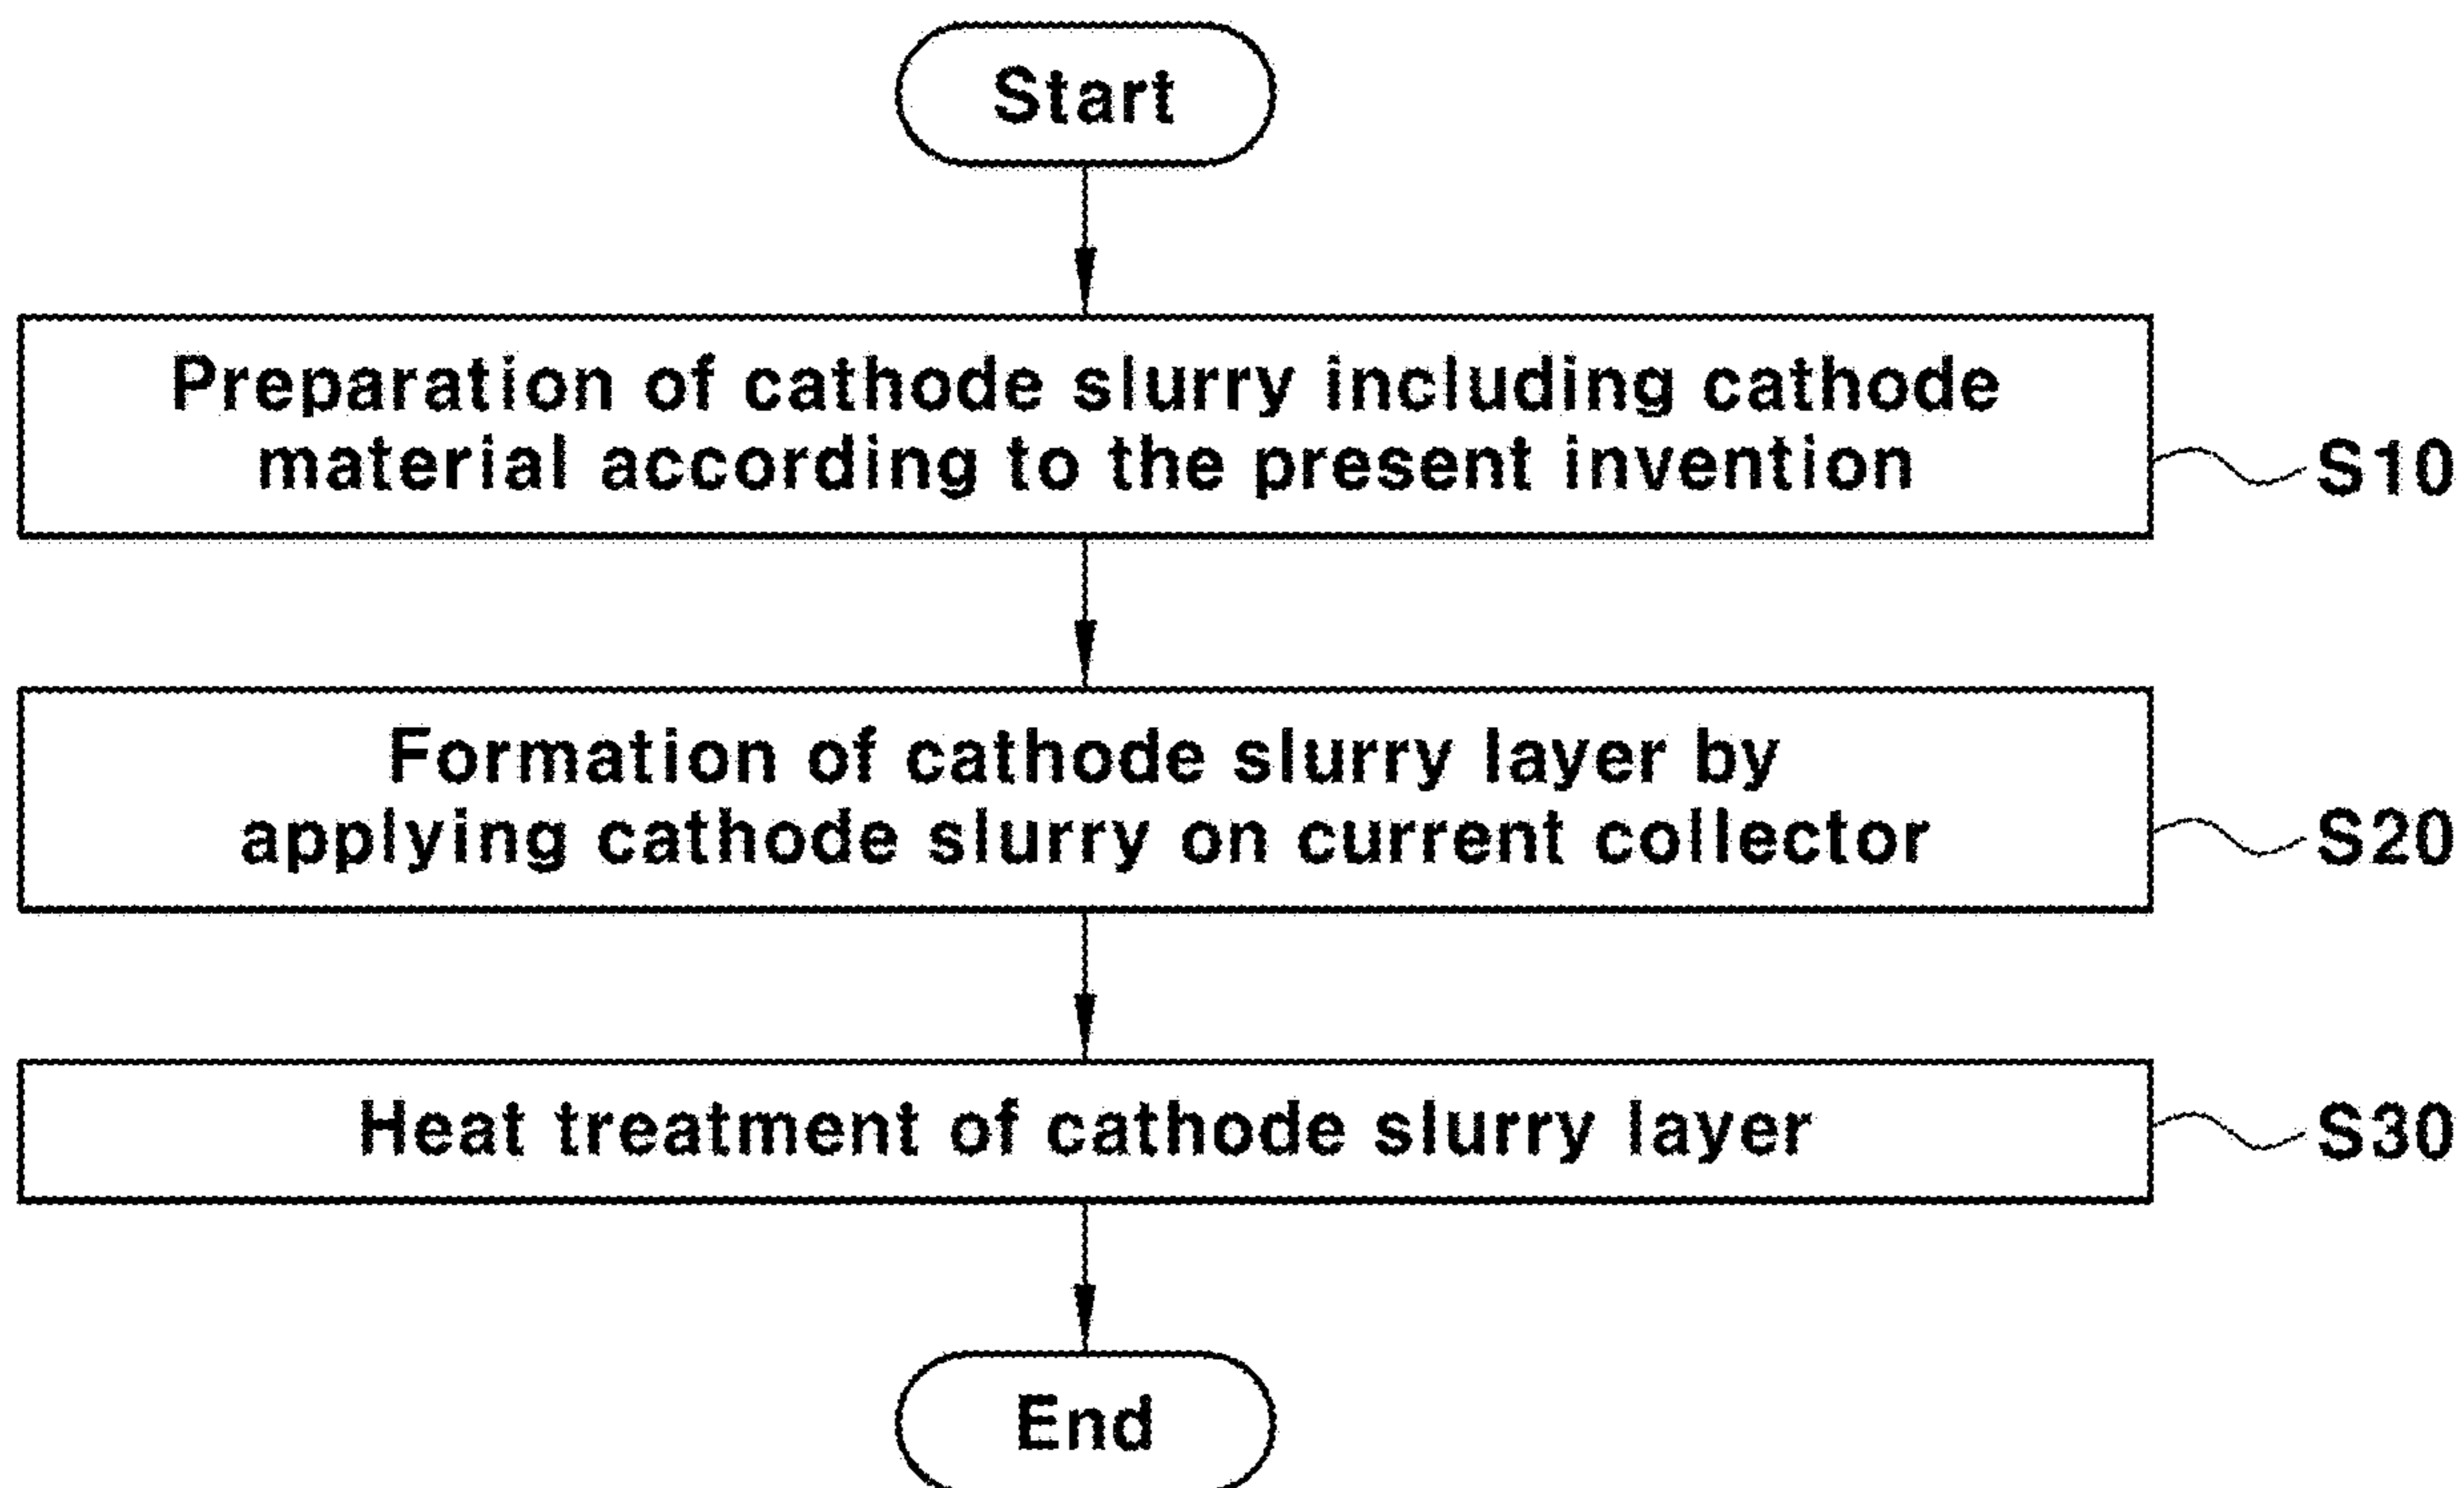 Start
Preparation of cathode slurry including cathode
material according to the present invention
S10
Formation of cathode slurry layer by
applying cathode slurry on current collector
S20
Heat treatment of cathode slurry layer
S30
End